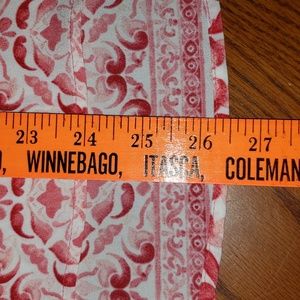 23 24 25 26 27
WINNEBAGO, ITASCA, COLEMAN